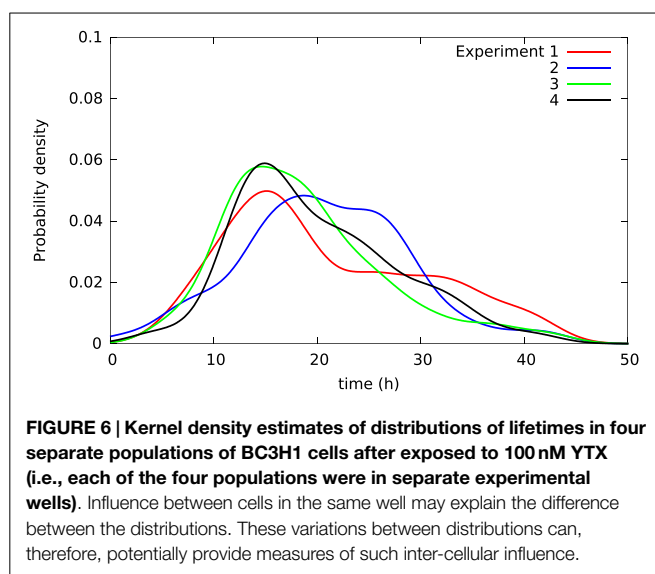 0.1
0.08
0.06
0.04
0.02
0
Probability density
Experiment 1
2
3
4
0 10 20 30 40 50
time (h)
FIGURE 6 | Kernel density estimates of distributions of lifetimes in four
separate populations of BC3H1 cells after exposed to 100 nM YTX
(i.e., each of the four populations were in separate experimental
wells). Influence between cells in the same well may explain the difference
between the distributions. These variations between distributions can,
therefore, potentially provide measures of such inter-cellular influence.